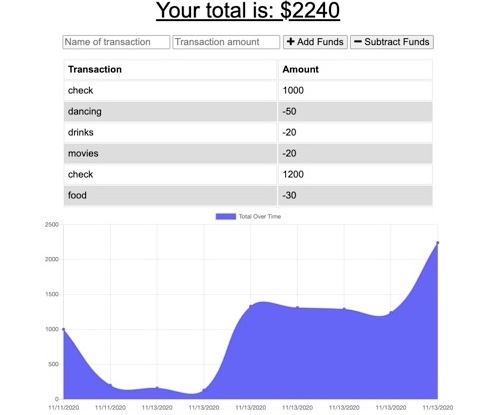 Your total is: $2240
Name of transaction Transaction amount + Add Funds − Subtract Funds
Transaction Amount
check 1000
dancing -50
drinks -20
movies -20
check 1200
food -30
Total Over Time
2500
2000
1500
1000
500
0
11/11/2020 11/12/2020 11/12/2020 11/13/2020 11/13/2020 11/13/2020 11/13/2020 11/13/2020 11/13/2020